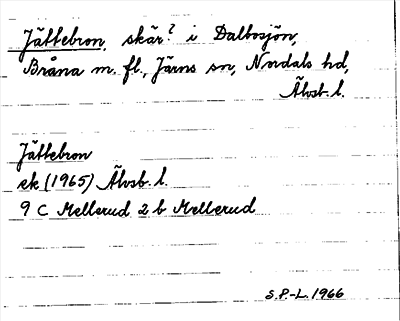 Jättebron, skär? i Dalbosjön,
Bråna m. fl., Järns sn, Nordals hd,
Älvsb. l.
Jättebron
ek (1965) Älvsb. l.
9 C Mellerud 2 b Mellerud
S.P.-L. 1966